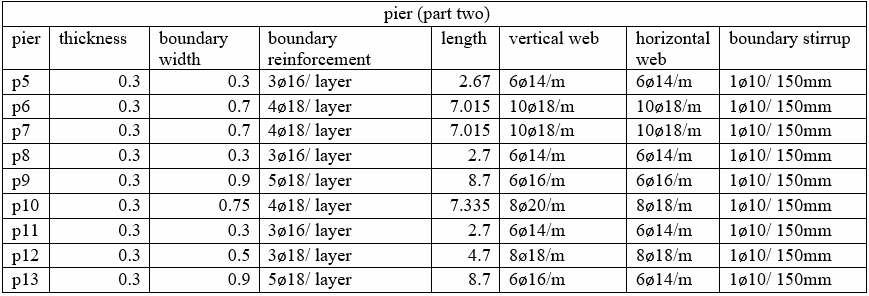 pier (part two)
pier thickness boundary width boundary reinforcement length vertical web horizontal web boundary stirrup
p5 0.3 0.3 3ø16/ layer 2.67 6ø14/m 6ø14/m 1ø10/ 150mm
p6 0.3 0.7 4ø18/ layer 7.015 10ø18/m 10ø18/m 1ø10/ 150mm
p7 0.3 0.7 4ø18/ layer 7.015 10ø18/m 10ø18/m 1ø10/ 150mm
p8 0.3 0.3 3ø16/ layer 2.7 6ø14/m 6ø14/m 1ø10/ 150mm
p9 0.3 0.9 5ø18/ layer 8.7 6ø16/m 6ø16/m 1ø10/ 150mm
p10 0.3 0.75 4ø18/ layer 7.335 8ø20/m 8ø18/m 1ø10/ 150mm
p11 0.3 0.3 3ø16/ layer 2.7 6ø14/m 6ø14/m 1ø10/ 150mm
p12 0.3 0.5 3ø18/ layer 4.7 8ø18/m 8ø18/m 1ø10/ 150mm
p13 0.3 0.9 5ø18/ layer 8.7 6ø16/m 6ø14/m 1ø10/ 150mm